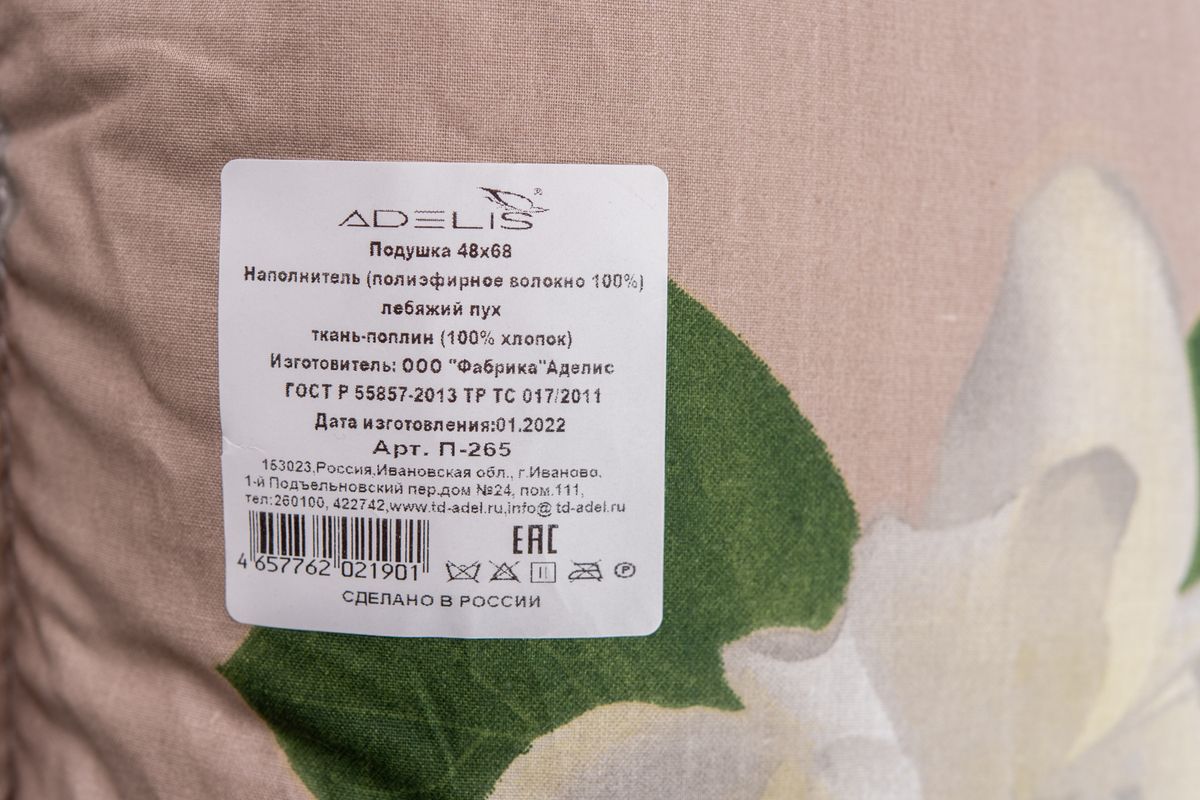 ADELIS®
Подушка 48х68
Наполнитель (полиэфирное волокно 100%)
лебяжий пух
ткань-поплин (100% хлопок)
Изготовитель: ООО "Фабрика"Аделис
ГОСТ Р 55857-2013 ТР ТС 017/2011
Дата изготовления:01.2022
Арт. П-265
153023,Россия,Ивановская обл., г.Иваново,
1-й Подъельновский пер.дом №24, пом.111,
тел:260100, 422742,www.td-adel.ru,info@ td-adel.ru
EAC
4 657762 021901
P
СДЕЛАНО В РОССИИ